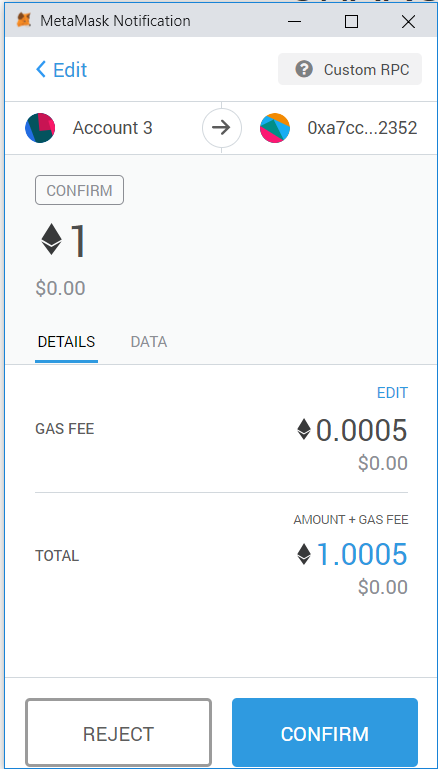 MetaMask Notification
Edit
Custom RPC
Account 3
0xa7cc...2352
CONFIRM
1
$0.00
DETAILS DATA
EDIT
GAS FEE 0.0005
$0.00
AMOUNT + GAS FEE
TOTAL 1.0005
$0.00
REJECT CONFIRM